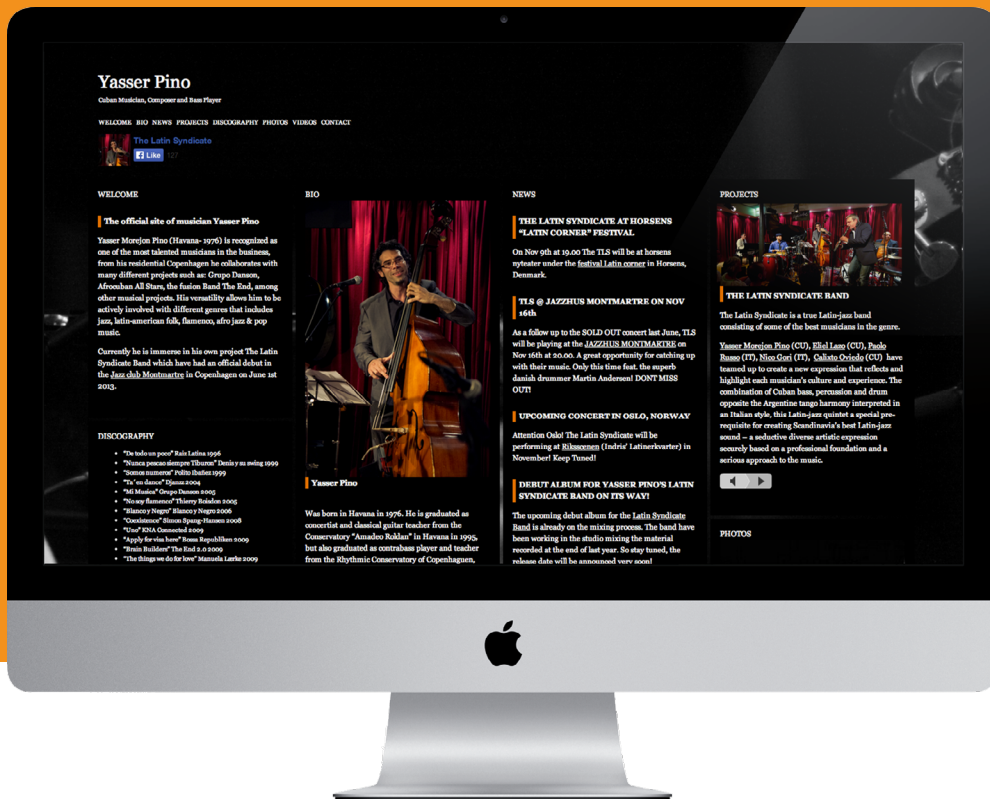 Yasser Pino
Cuban Musician, Composer and Bass Player
WELCOME BIO NEWS PROJECTS DISCOGRAPHY PHOTOS VIDEOS CONTACT
The Latin Syndicate
Like 127
WELCOME
The official site of musician Yasser Pino
Yasser Morejon Pino (Havana- 1976) is recognized as
one of the most talented musicians in the business,
from his residential Copenhagen he collaborates with
many different projects such as: Grupo Danson,
Afrocuban All Stars, the fusion Band The End, among
other musical projects. His versatility allows him to be
actively involved with different genres that includes
jazz, latin-american folk, flamenco, afro jazz & pop
music.
Currently he is immerse in his own project The Latin
Syndicate Band which have had an official debut in
the Jazz club Montmartre in Copenhagen on June 1st
2013.
DISCOGRAPHY
• "De todo un poco" Rais Latina 1996
• "Nunca pescao siempre Tiburon" Denis y su swing 1999
• "Somos numeros" Polito Ibañez 1999
• "Ta' en dance" Djanus 2004
• "Mi Musica" Grupo Danson 2005
• "No soy flamenco" Thierry Boisdon 2005
• "Blanco y Negro" Blanco y Negro 2006
• "Coexistence" Simon Spang-Hansen 2008
• "Uno" KNA Connected 2009
• "Apply for visa here" Bossa Republiken 2009
• "Brain Builders" The End 2.0 2009
• "The things we do for love" Manuela Lærke 2009
BIO
Yasser Pino
Was born in Havana in 1976. He is graduated as
concertist and classical guitar teacher from the
Conservatory "Amadeo Roldan" in Havana in 1995,
but also graduated as contrabass player and teacher
from the Rhythmic Conservatory of Copenhaguen,
NEWS
THE LATIN SYNDICATE AT HORSENS
"LATIN CORNER" FESTIVAL
On Nov 9th at 19.00 The TLS will be at horsens
nyteater under the festival Latin corner in Horsens,
Denmark.
TLS @ JAZZHUS MONTMARTRE ON NOV
16th
As a follow up to the SOLD OUT concert last June, TLS
will be playing at the JAZZHUS MONTMARTRE on
Nov 16th at 20.00. A great opportunity for catching up
with their music. Only this time feat. the superb
danish drummer Martin Andersen! DONT MISS
OUT!
UPCOMING CONCERT IN OSLO, NORWAY
Attention Oslo! The Latin Syndicate will be
performing at Riksscenen (Indris' Latinerkvarter) in
November! Keep Tuned!
DEBUT ALBUM FOR YASSER PINO'S LATIN
SYNDICATE BAND ON ITS WAY!
The upcoming debut album for the Latin Syndicate
Band is already on the mixing process. The band have
been working in the studio mixing the material
recorded at the end of last year. So stay tuned, the
release date will be announced very soon!
PROJECTS
THE LATIN SYNDICATE BAND
The Latin Syndicate is a true Latin-jazz band
consisting of some of the best musicians in the genre.
Yasser Morejon Pino (CU), Eliel Lazo (CU), Paolo
Russo (IT), Nico Gori (IT), Calixto Oviedo (CU) have
teamed up to create a new expression that reflects and
highlight each musician's culture and experience. The
combination of Cuban bass, percussion and drum
opposite the Argentine tango harmony interpreted in
an Italian style, this Latin-jazz quintet a special pre-
requisite for creating Scandinavia's best Latin-jazz
sound – a seductive diverse artistic expression
securely based on a professional foundation and a
serious approach to the music.
PHOTOS